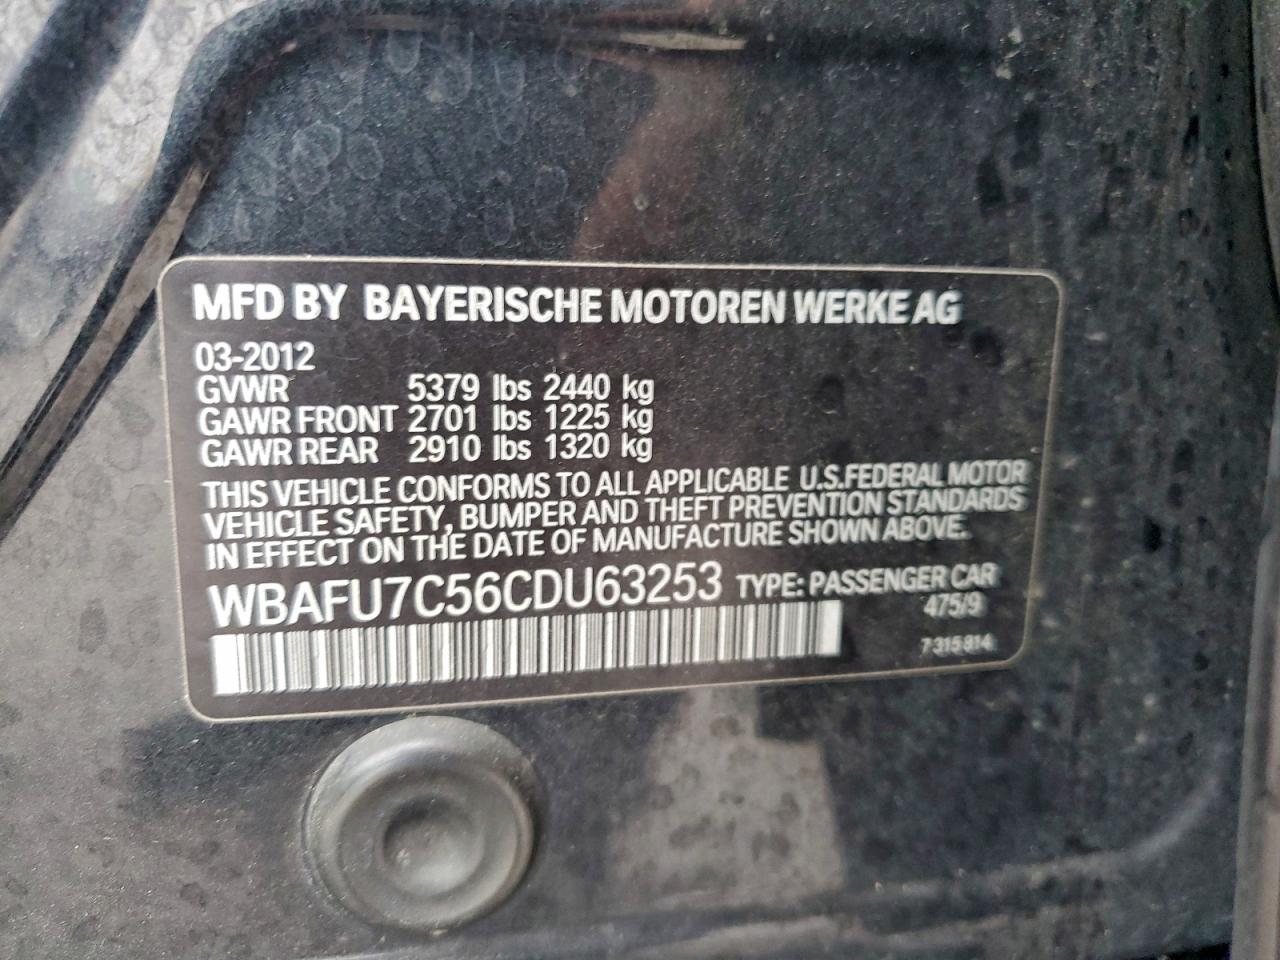 MFD BY BAYERISCHE MOTOREN WERKE AG
03-2012
GVWR 5379 lbs 2440 kg
GAWR FRONT 2701 lbs 1225 kg
GAWR REAR 2910 lbs 1320 kg
THIS VEHICLE CONFORMS TO ALL APPLICABLE U.S. FEDERAL MOTOR
VEHICLE SAFETY, BUMPER AND THEFT PREVENTION STANDARDS
IN EFFECT ON THE DATE OF MANUFACTURE SHOWN ABOVE.
WBAFU7C56CDU63253 TYPE: PASSENGER CAR
475/9
7 315 814